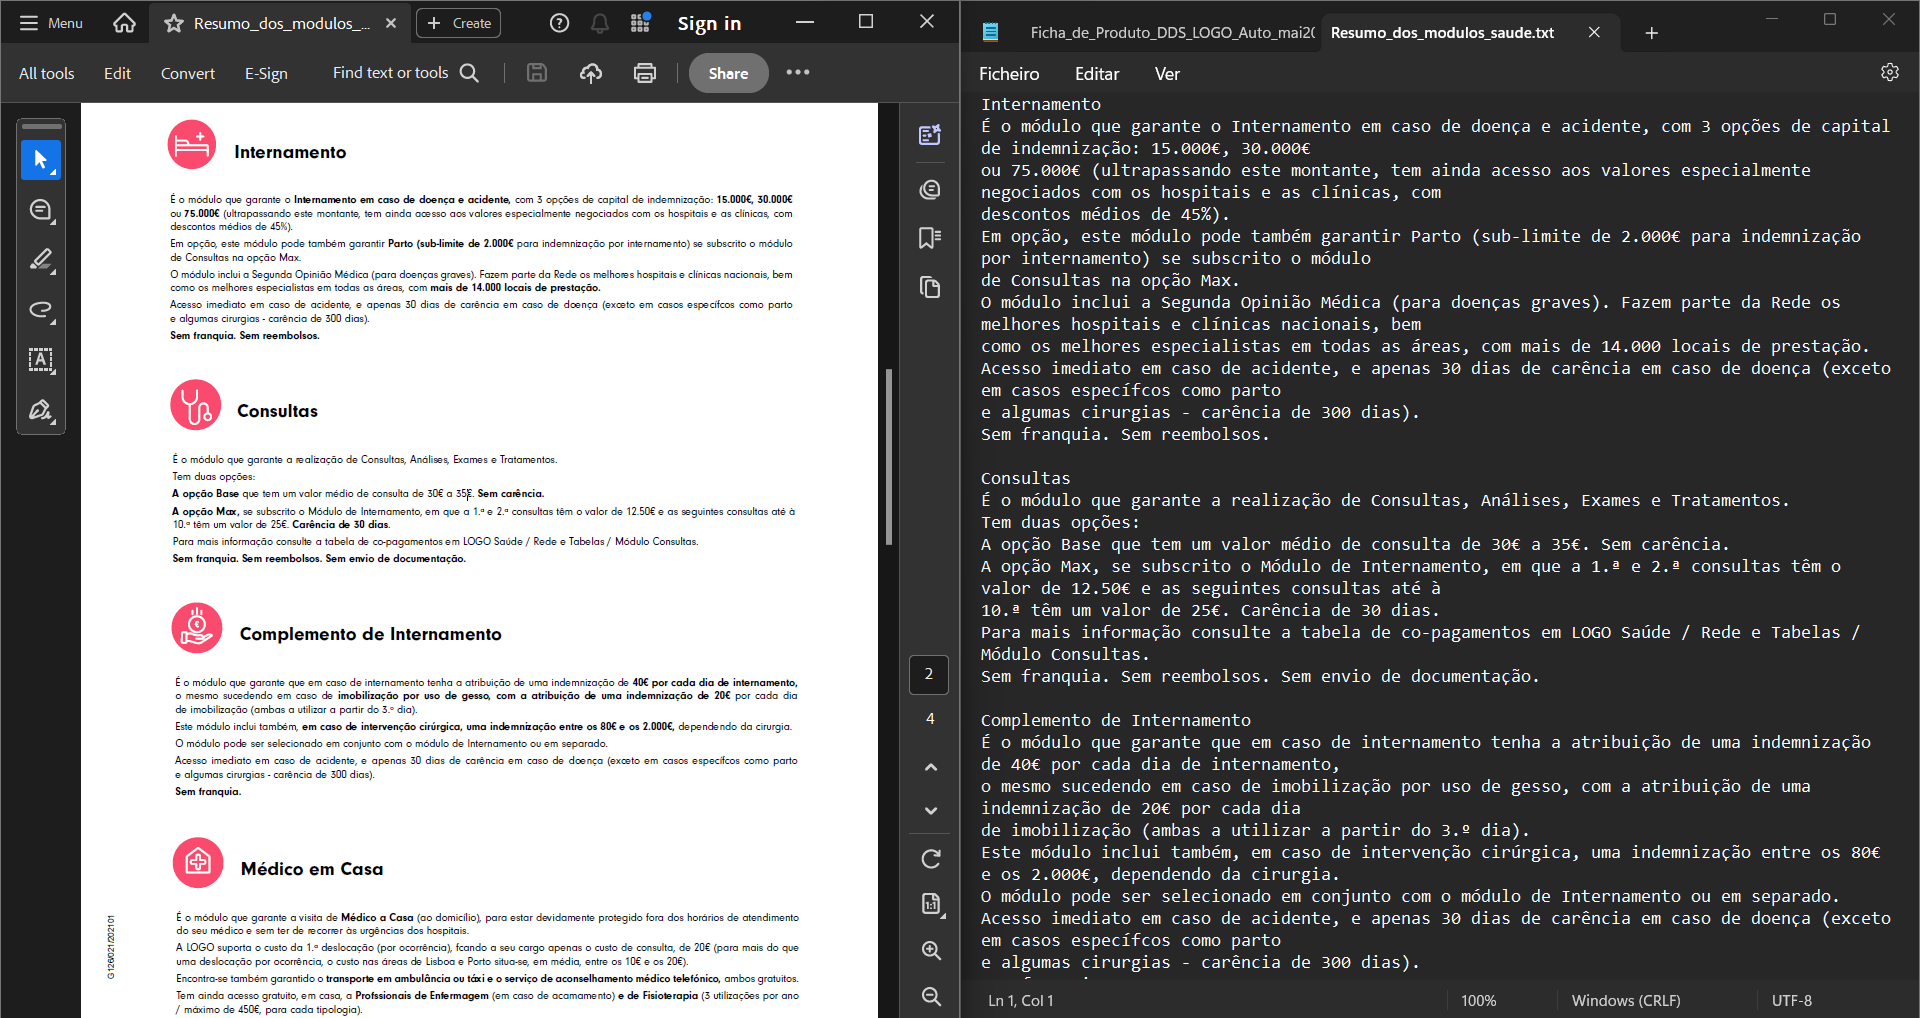 Menu
Resumo_dos_modulos_...
Create
Sign in
All tools
Edit
Convert
E-Sign
Find text or tools
Share
Internamento
É o módulo que garante o Internamento em caso de doença e acidente, com 3 opções de capital de indemnização: 15.000€, 30.000€
ou 75.000€ (ultrapassando este montante, tem ainda acesso aos valores especialmente negociados com os hospitais e as clínicas, com
descontos médios de 45%).
Em opção, este módulo pode também garantir Parto (sub-limite de 2.000€ para indemnização por internamento) se subscrito o módulo
de Consultas na opção Max.
O módulo inclui a Segunda Opinião Médica (para doenças graves). Fazem parte da Rede os melhores hospitais e clínicas nacionais, bem
como os melhores especialistas em todas as áreas, com mais de 14.000 locais de prestação.
Acesso imediato em caso de acidente, e apenas 30 dias de carência em caso de doença (exceto em casos específcos como parto
e algumas cirurgias - carência de 300 dias).
Sem franquia. Sem reembolsos.
Consultas
É o módulo que garante a realização de Consultas, Análises, Exames e Tratamentos.
Tem duas opções:
A opção Base que tem um valor médio de consulta de 30€ a 35€. Sem carência.
A opção Max, se subscrito o Módulo de Internamento, em que a 1.ª e 2.ª consultas têm o valor de 12.50€ e as seguintes consultas até à
10.ª têm um valor de 25€. Carência de 30 dias.
Para mais informação consulte a tabela de co-pagamentos em LOGO Saúde / Rede e Tabelas / Módulo Consultas.
Sem franquia. Sem reembolsos. Sem envio de documentação.
Complemento de Internamento
É o módulo que garante que em caso de internamento tenha a atribuição de uma indemnização de 40€ por cada dia de internamento,
o mesmo sucedendo em caso de imobilização por uso de gesso, com a atribuição de uma indemnização de 20€ por cada dia
de imobilização (ambas a utilizar a partir do 3.º dia).
Este módulo inclui também, em caso de intervenção cirúrgica, uma indemnização entre os 80€ e os 2.000€, dependendo da cirurgia.
O módulo pode ser selecionado em conjunto com o módulo de Internamento ou em separado.
Acesso imediato em caso de acidente, e apenas 30 dias de carência em caso de doença (exceto em casos específcos como parto
e algumas cirurgias - carência de 300 dias).
Sem franquia.
Médico em Casa
É o módulo que garante a visita de Médico a Casa (ao domicílio), para estar devidamente protegido fora dos horários de atendimento
do seu médico e sem ter de recorrer às urgências dos hospitais.
A LOGO suporta o custo da 1.ª deslocação (por ocorrência), fcando a seu cargo apenas o custo de consulta, de 20€ (para mais do que
uma deslocação por ocorrência, o custo nas áreas de Lisboa e Porto situa-se, em média, entre os 10€ e os 20€).
Encontra-se também garantido o transporte em ambulância ou táxi e o serviço de aconselhamento médico telefónico, ambos gratuitos.
Tem ainda acesso gratuito, em casa, a Profssionais de Enfermagem (em caso de acamamento) e de Fisioterapia (3 utilizações por ano
/ máximo de 450€, para cada tipologia).
G126/021/202101
2
4
1:1
Ficha_de_Produto_DDS_LOGO_Auto_mai20
Resumo_dos_modulos_saude.txt
Ficheiro
Editar
Ver
Internamento
É o módulo que garante o Internamento em caso de doença e acidente, com 3 opções de capital
de indemnização: 15.000€, 30.000€
ou 75.000€ (ultrapassando este montante, tem ainda acesso aos valores especialmente
negociados com os hospitais e as clínicas, com
descontos médios de 45%).
Em opção, este módulo pode também garantir Parto (sub-limite de 2.000€ para indemnização
por internamento) se subscrito o módulo
de Consultas na opção Max.
O módulo inclui a Segunda Opinião Médica (para doenças graves). Fazem parte da Rede os
melhores hospitais e clínicas nacionais, bem
como os melhores especialistas em todas as áreas, com mais de 14.000 locais de prestação.
Acesso imediato em caso de acidente, e apenas 30 dias de carência em caso de doença (exceto
em casos específcos como parto
e algumas cirurgias - carência de 300 dias).
Sem franquia. Sem reembolsos.
Consultas
É o módulo que garante a realização de Consultas, Análises, Exames e Tratamentos.
Tem duas opções:
A opção Base que tem um valor médio de consulta de 30€ a 35€. Sem carência.
A opção Max, se subscrito o Módulo de Internamento, em que a 1.ª e 2.ª consultas têm o
valor de 12.50€ e as seguintes consultas até à
10.ª têm um valor de 25€. Carência de 30 dias.
Para mais informação consulte a tabela de co-pagamentos em LOGO Saúde / Rede e Tabelas /
Módulo Consultas.
Sem franquia. Sem reembolsos. Sem envio de documentação.
Complemento de Internamento
É o módulo que garante que em caso de internamento tenha a atribuição de uma indemnização
de 40€ por cada dia de internamento,
o mesmo sucedendo em caso de imobilização por uso de gesso, com a atribuição de uma
indemnização de 20€ por cada dia
de imobilização (ambas a utilizar a partir do 3.º dia).
Este módulo inclui também, em caso de intervenção cirúrgica, uma indemnização entre os 80€
e os 2.000€, dependendo da cirurgia.
O módulo pode ser selecionado em conjunto com o módulo de Internamento ou em separado.
Acesso imediato em caso de acidente, e apenas 30 dias de carência em caso de doença (exceto
em casos específcos como parto
e algumas cirurgias - carência de 300 dias).
Ln 1, Col 1
100%
Windows (CRLF)
UTF-8